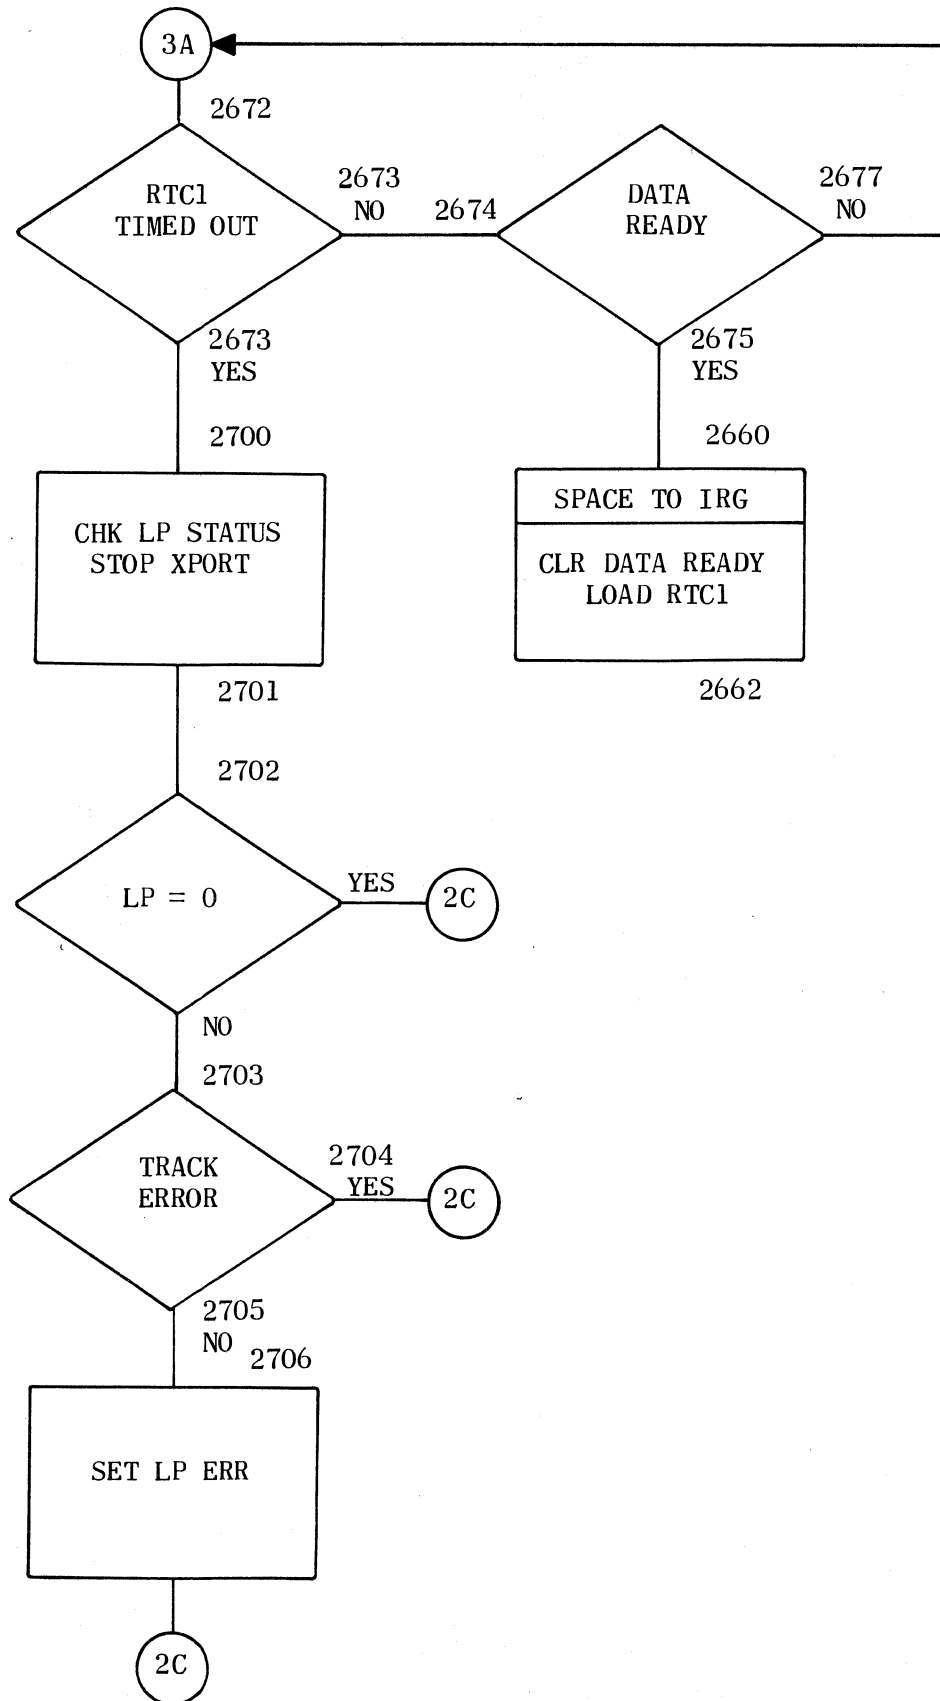 3A
2672
RTC1
TIMED OUT
2673
NO
2674
DATA
READY
2677
NO
2673
YES
2675
YES
2700
2660
CHK LP STATUS
STOP XPORT
SPACE TO IRG
CLR DATA READY
LOAD RTC1
2701
2662
2702
LP = 0
YES
2C
NO
2703
TRACK
ERROR
2704
YES
2C
2705
NO
2706
SET LP ERR
2C